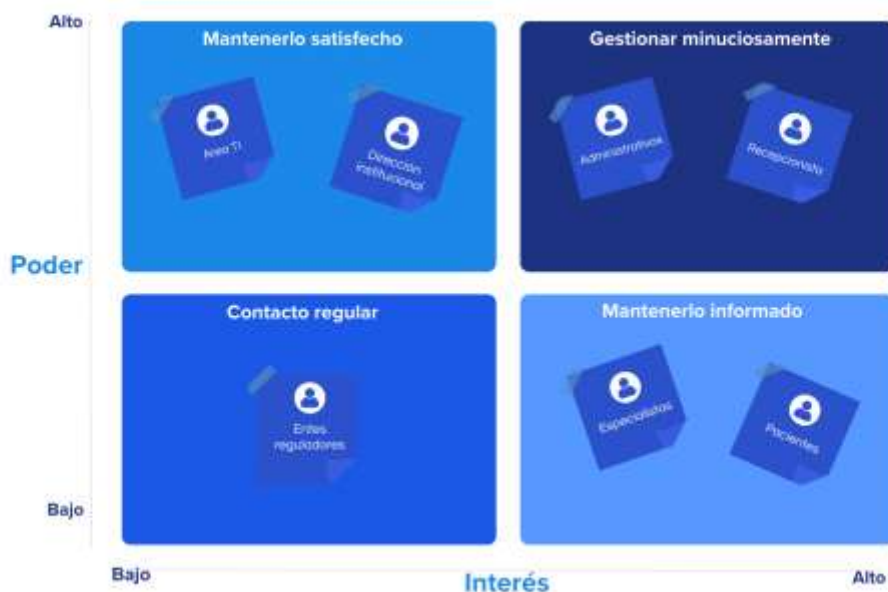 Alto
Mantenerlo satisfecho
Gestionar minuciosamente
Area TI
Dirección
institucional
Administrativos
Recepcionista
Poder
Contacto regular
Mantenerlo informado
Entes
reguladores
Especialistas
Pacientes
Bajo
Bajo
Interés
Alto